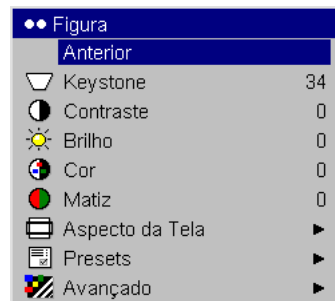 Figura
Anterior
Keystone 34
Contraste 0
Brilho 0
Cor 0
Matiz 0
Aspecto da Tela
Presets
Avançado